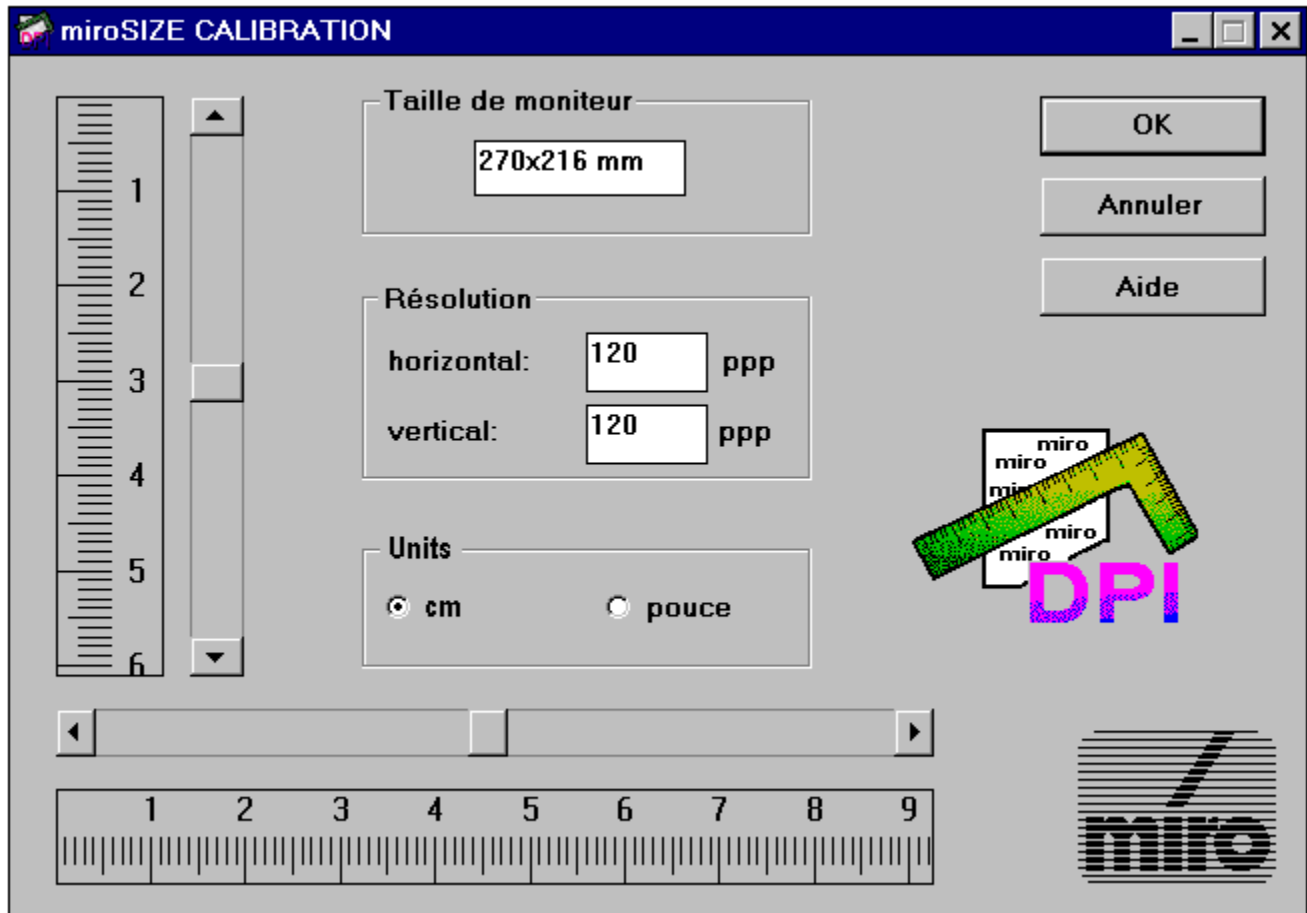 miroSIZE CALIBRATION
Taille de moniteur
270x216 mm
OK
Annuler
Aide
1
2
3
4
5
6
Résolution
horizontal: 120 ppp
vertical: 120 ppp
Units
cm pouce
miro
miro
miro
miro
DPI
1 2 3 4 5 6 7 8 9
miro